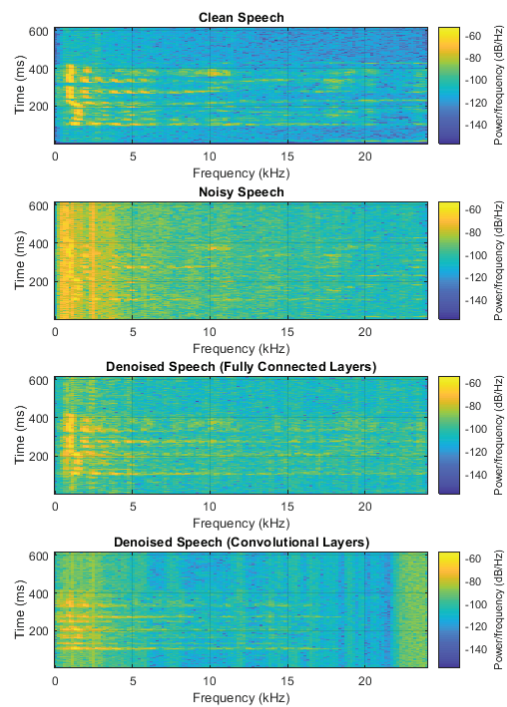 Clean Speech
600
400
200
Time (ms)
0 5 10 15 20
Frequency (kHz)
-60
-80
-100
-120
-140
Power/frequency (dB/Hz)
Noisy Speech
600
400
200
Time (ms)
0 5 10 15 20
Frequency (kHz)
-60
-80
-100
-120
-140
Power/frequency (dB/Hz)
Denoised Speech (Fully Connected Layers)
600
400
200
Time (ms)
0 5 10 15 20
Frequency (kHz)
-60
-80
-100
-120
-140
Power/frequency (dB/Hz)
Denoised Speech (Convolutional Layers)
600
400
200
Time (ms)
0 5 10 15 20
Frequency (kHz)
-60
-80
-100
-120
-140
Power/frequency (dB/Hz)